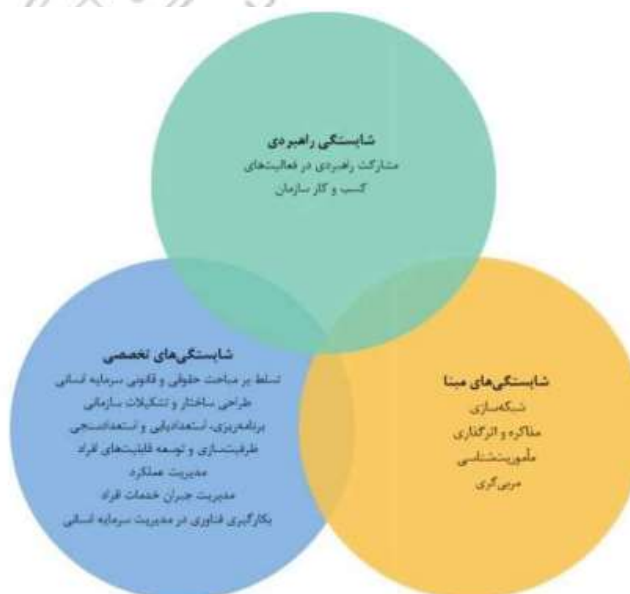 شایستگی راهبردی
مشارکت راهبردی در فعالیت‌های
کسب و کار سازمان
شایستگی‌های تخصصی
تسلط بر مباحث حقوقی و قانونی سرمایه انسانی
طراحی ساختار و تشکیلات سازمانی
برنامه‌ریزی، استعدادیابی و استعدادسنجی
ظرفیت‌سازی و توسعه قابلیت‌های افراد
مدیریت عملکرد
مدیریت جبران خدمات افراد
بکارگیری فناوری در مدیریت سرمایه انسانی
شایستگی‌های مبنا
شبکه‌سازی
مذاکره و اثرگذاری
مأموریت‌شناسی
مربی‌گری